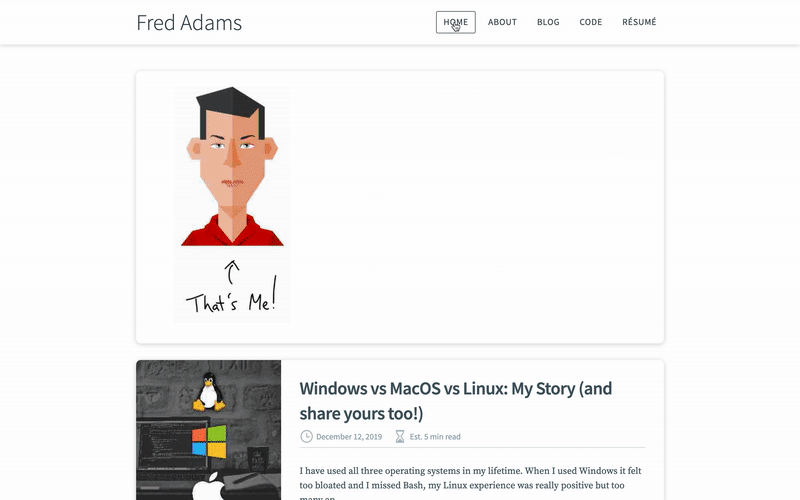 Fred Adams
HOME ABOUT BLOG CODE RÉSUMÉ
That's Me!
Windows vs MacOS vs Linux: My Story (and
share yours too!)
December 12, 2019 Est. 5 min read
I have used all three operating systems in my lifetime. When I used Windows it felt
too bloated and I missed Bash, my Linux experience was really positive but too
many